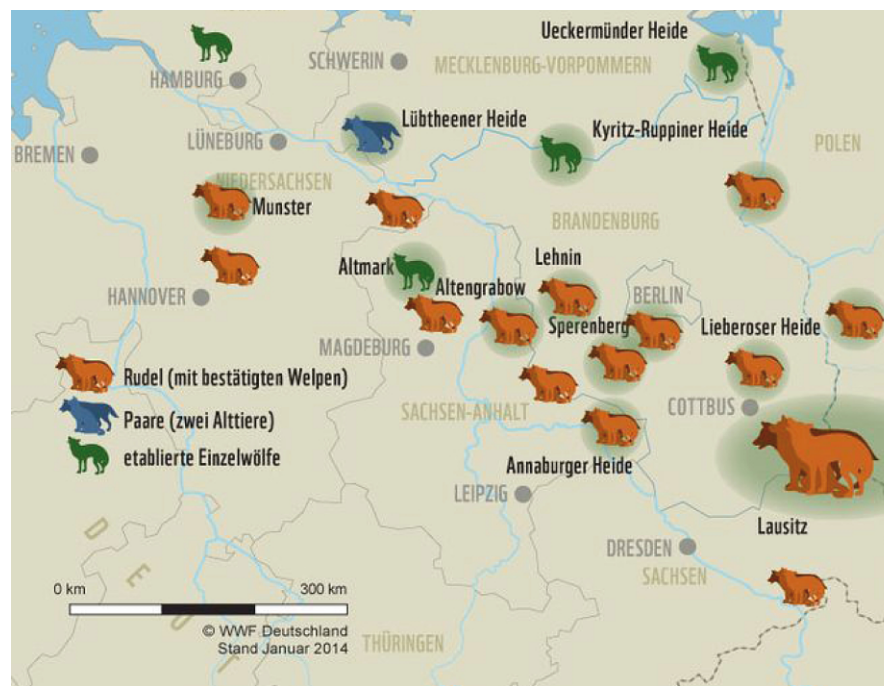 Ueckermünder Heide
SCHWERIN
MECKLENBURG-VORPOMMERN
HAMBURG
Lübtheener Heide
Kyritz-Ruppiner Heide
LÜNEBURG
BREMEN
POLEN
NIEDERSACHSEN
Munster
BRANDENBURG
Lehnin
Altmark
Altengrabow
BERLIN
HANNOVER
Sperenberg
Lieberoser Heide
MAGDEBURG
Rudel (mit bestätigten Welpen)
COTTBUS
SACHSEN-ANHALT
Paare (zwei Alttiere)
etablierte Einzelwölfe
Annaburger Heide
LEIPZIG
Lausitz
D
E
U
T
DRESDEN
SACHSEN
0 km
300 km
© WWF Deutschland
Stand Januar 2014
THÜRINGEN